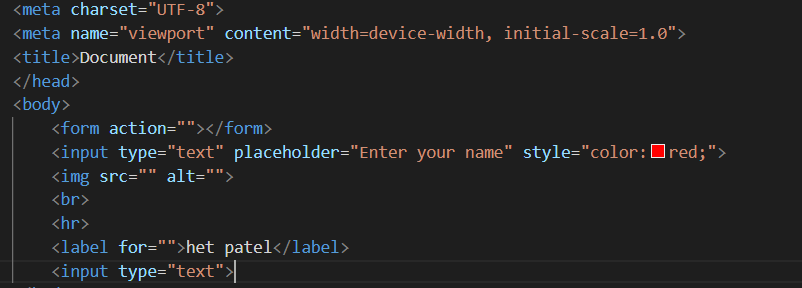 <meta charset="UTF-8">
<meta name="viewport" content="width=device-width, initial-scale=1.0">
<title>Document</title>
</head>
<body>
<form action=""></form>
<input type="text" placeholder="Enter your name" style="color:red;">
<img src="" alt="">
<br>
<hr>
<label for="">het patel</label>
<input type="text">